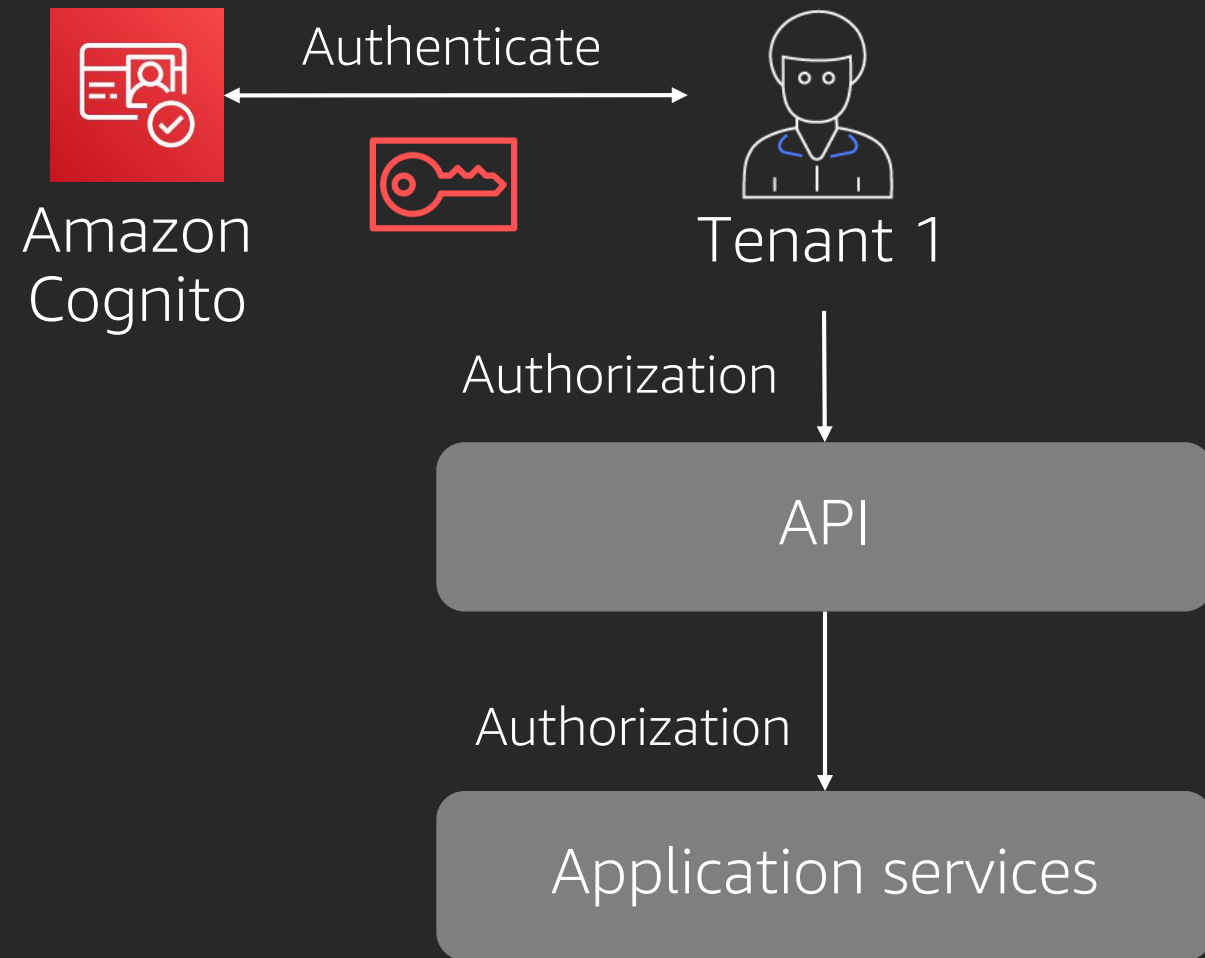 Authenticate
Amazon
Cognito
Tenant 1
Authorization
API
Authorization
Application services